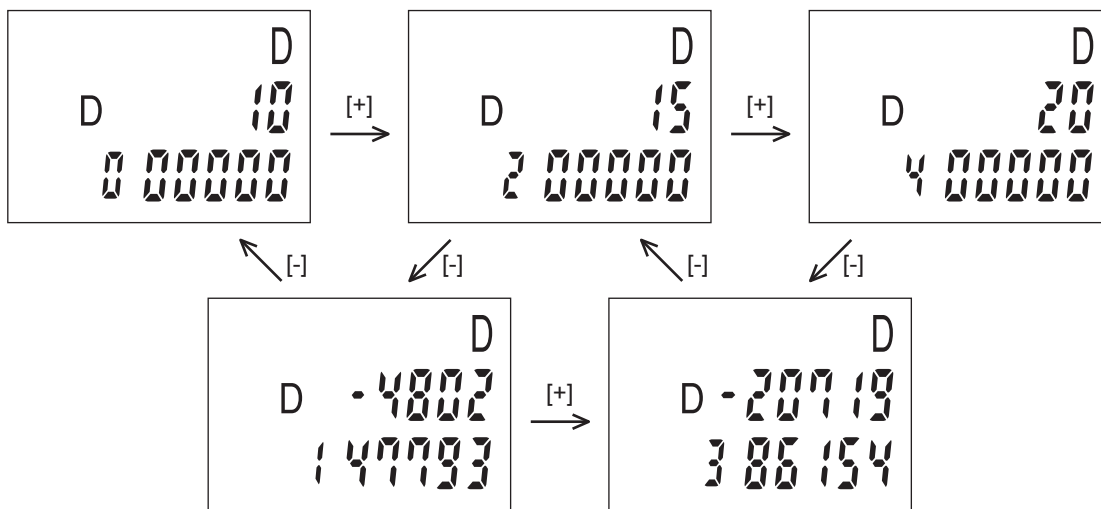 D
D 10
0 00000
[+]
D
D 15
2 00000
[+]
D
D 20
4 00000
[-]
[-]
[-]
[-]
D
D -4802
1 47793
[+]
D
D -20719
3 86154